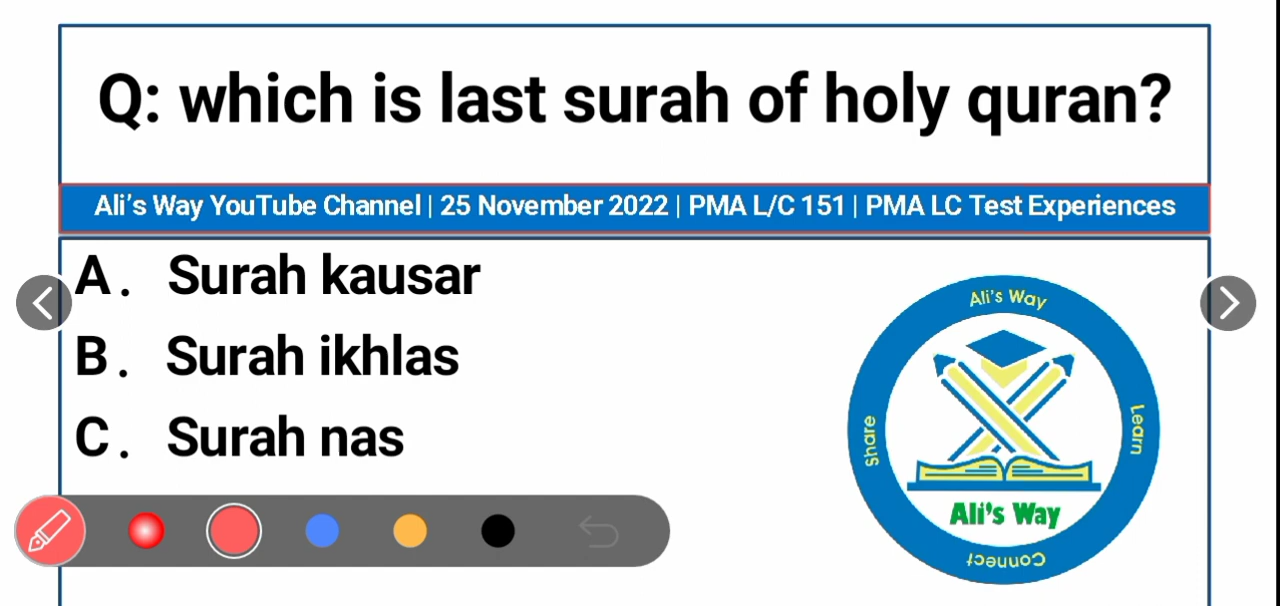 Q: which is last surah of holy quran?
Ali's Way YouTube Channel | 25 November 2022 | PMA L/C 151 | PMA LC Test Experiences
A. Surah kausar
B. Surah ikhlas
C. Surah nas
Ali's Way
Share
Learn
Ali's Way
Connect